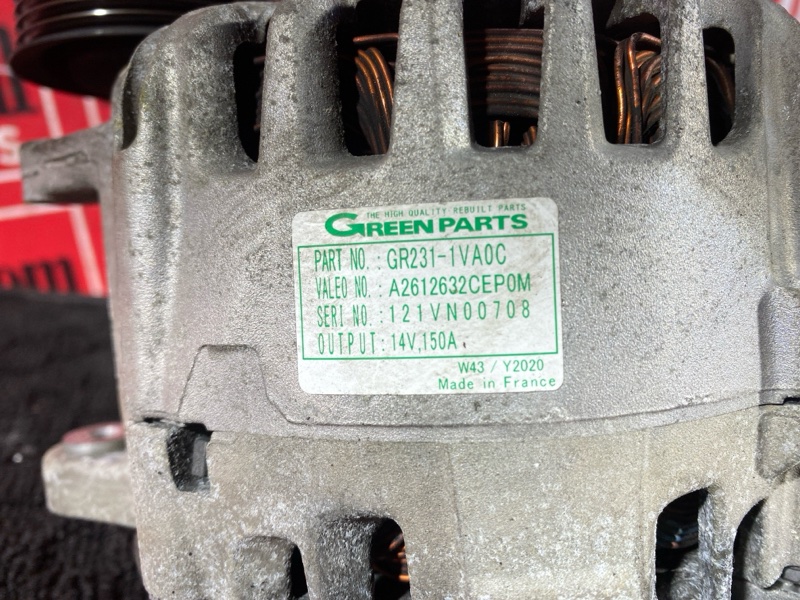 THE HIGH QUALITY REBUILT PARTS
GREEN PARTS
PART NO. : GR231-1VA0C
VALEO NO. : A2612632CEP0M
SERI NO. : 121VN00708
OUTPUT : 14V,150A.
W43 / Y2020
Made in France